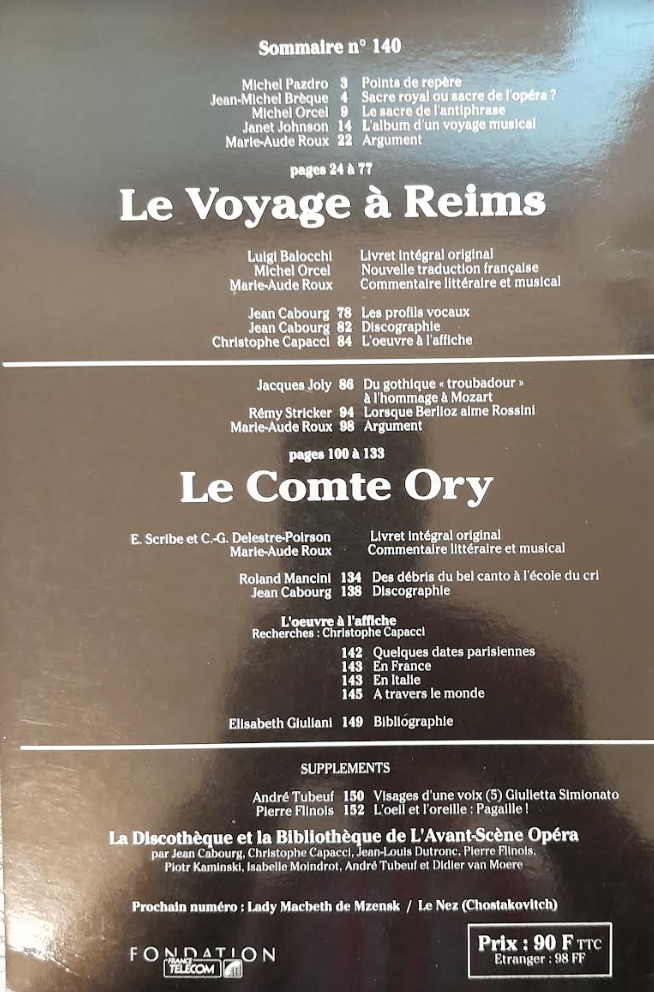 Sommaire n° 140
Michel Pazdro 3 Points de repère
Jean-Michel Brèque 4 Sacre royal ou sacre de l'opéra ?
Michel Orcel 9 Le sacre de l'antiphrase
Janet Johnson 14 L'album d'un voyage musical
Marie-Aude Roux 22 Argument
pages 24 à 77
Le Voyage à Reims
Luigi Balocchi Livret intégral original
Michel Orcel Nouvelle traduction française
Marie-Aude Roux Commentaire littéraire et musical
Jean Cabourg 78 Les profils vocaux
Jean Cabourg 82 Discographie
Christophe Capacci 84 L'oeuvre à l'affiche
Jacques Joly 86 Du gothique « troubadour »
à l'hommage à Mozart
Rémy Stricker 94 Lorsque Berlioz aime Rossini
Marie-Aude Roux 98 Argument
pages 100 à 133
Le Comte Ory
E. Scribe et C.-G. Delestre-Poirson Livret intégral original
Marie-Aude Roux Commentaire littéraire et musical
Roland Mancini 134 Des débris du bel canto à l'école du cri
Jean Cabourg 138 Discographie
L'oeuvre à l'affiche
Recherches : Christophe Capacci
142 Quelques dates parisiennes
143 En France
143 En Italie
145 A travers le monde
Elisabeth Giuliani 149 Bibliographie
SUPPLEMENTS
André Tubeuf 150 Visages d'une voix (5) Giulietta Simionato
Pierre Flinois 152 L'oeil et l'oreille : Pagaille !
La Discothèque et la Bibliothèque de L'Avant-Scène Opéra
par Jean Cabourg, Christophe Capacci, Jean-Louis Dutronc, Pierre Flinois,
Piotr Kaminski, Isabelle Moindrot, André Tubeuf et Didier van Moere
Prochain numéro : Lady Macbeth de Mzensk / Le Nez (Chostakovitch)
FONDATION
FRANCE
TELECOM
Prix : 90 F TTC
Etranger : 98 FF